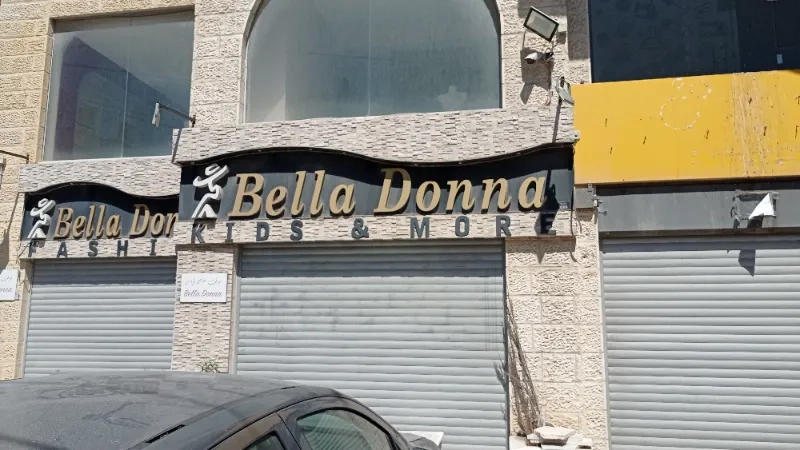 Bella Don
FASHI
Bella Donna
KIDS & MORE
Bella Donna